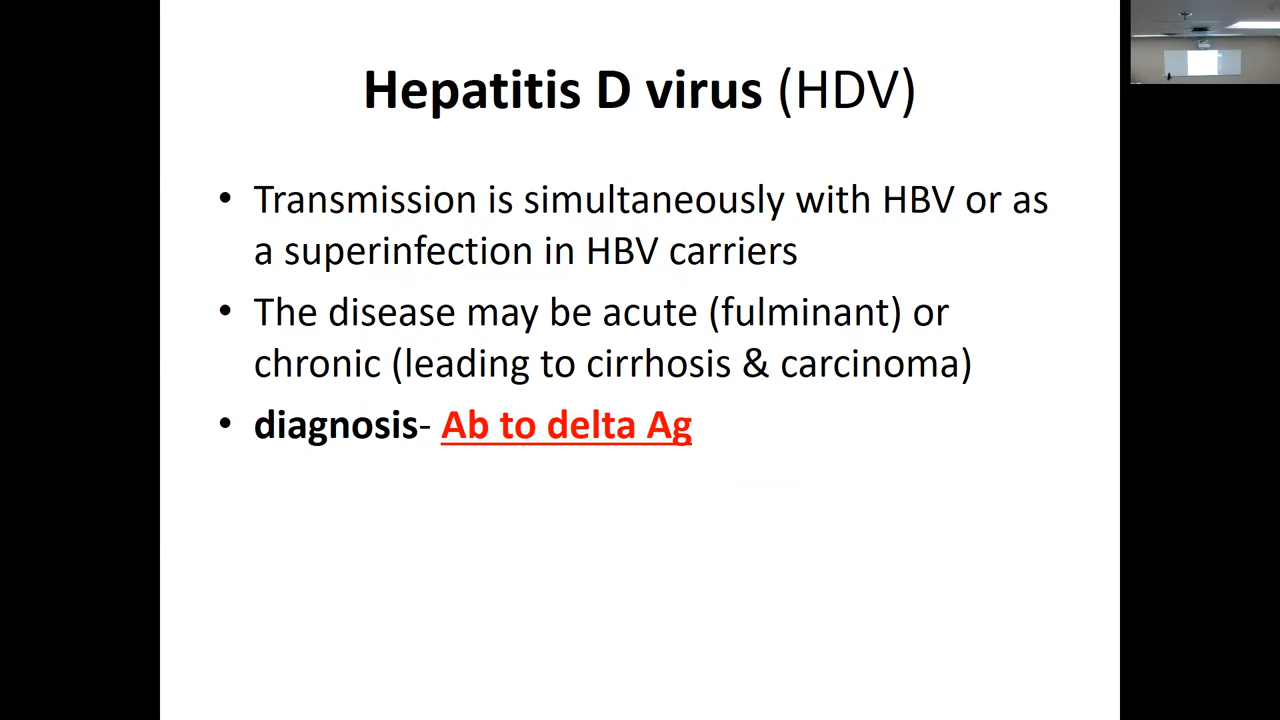 Hepatitis D virus (HDV)
• Transmission is simultaneously with HBV or as
a superinfection in HBV carriers
• The disease may be acute (fulminant) or
chronic (leading to cirrhosis & carcinoma)
• diagnosis- Ab to delta Ag